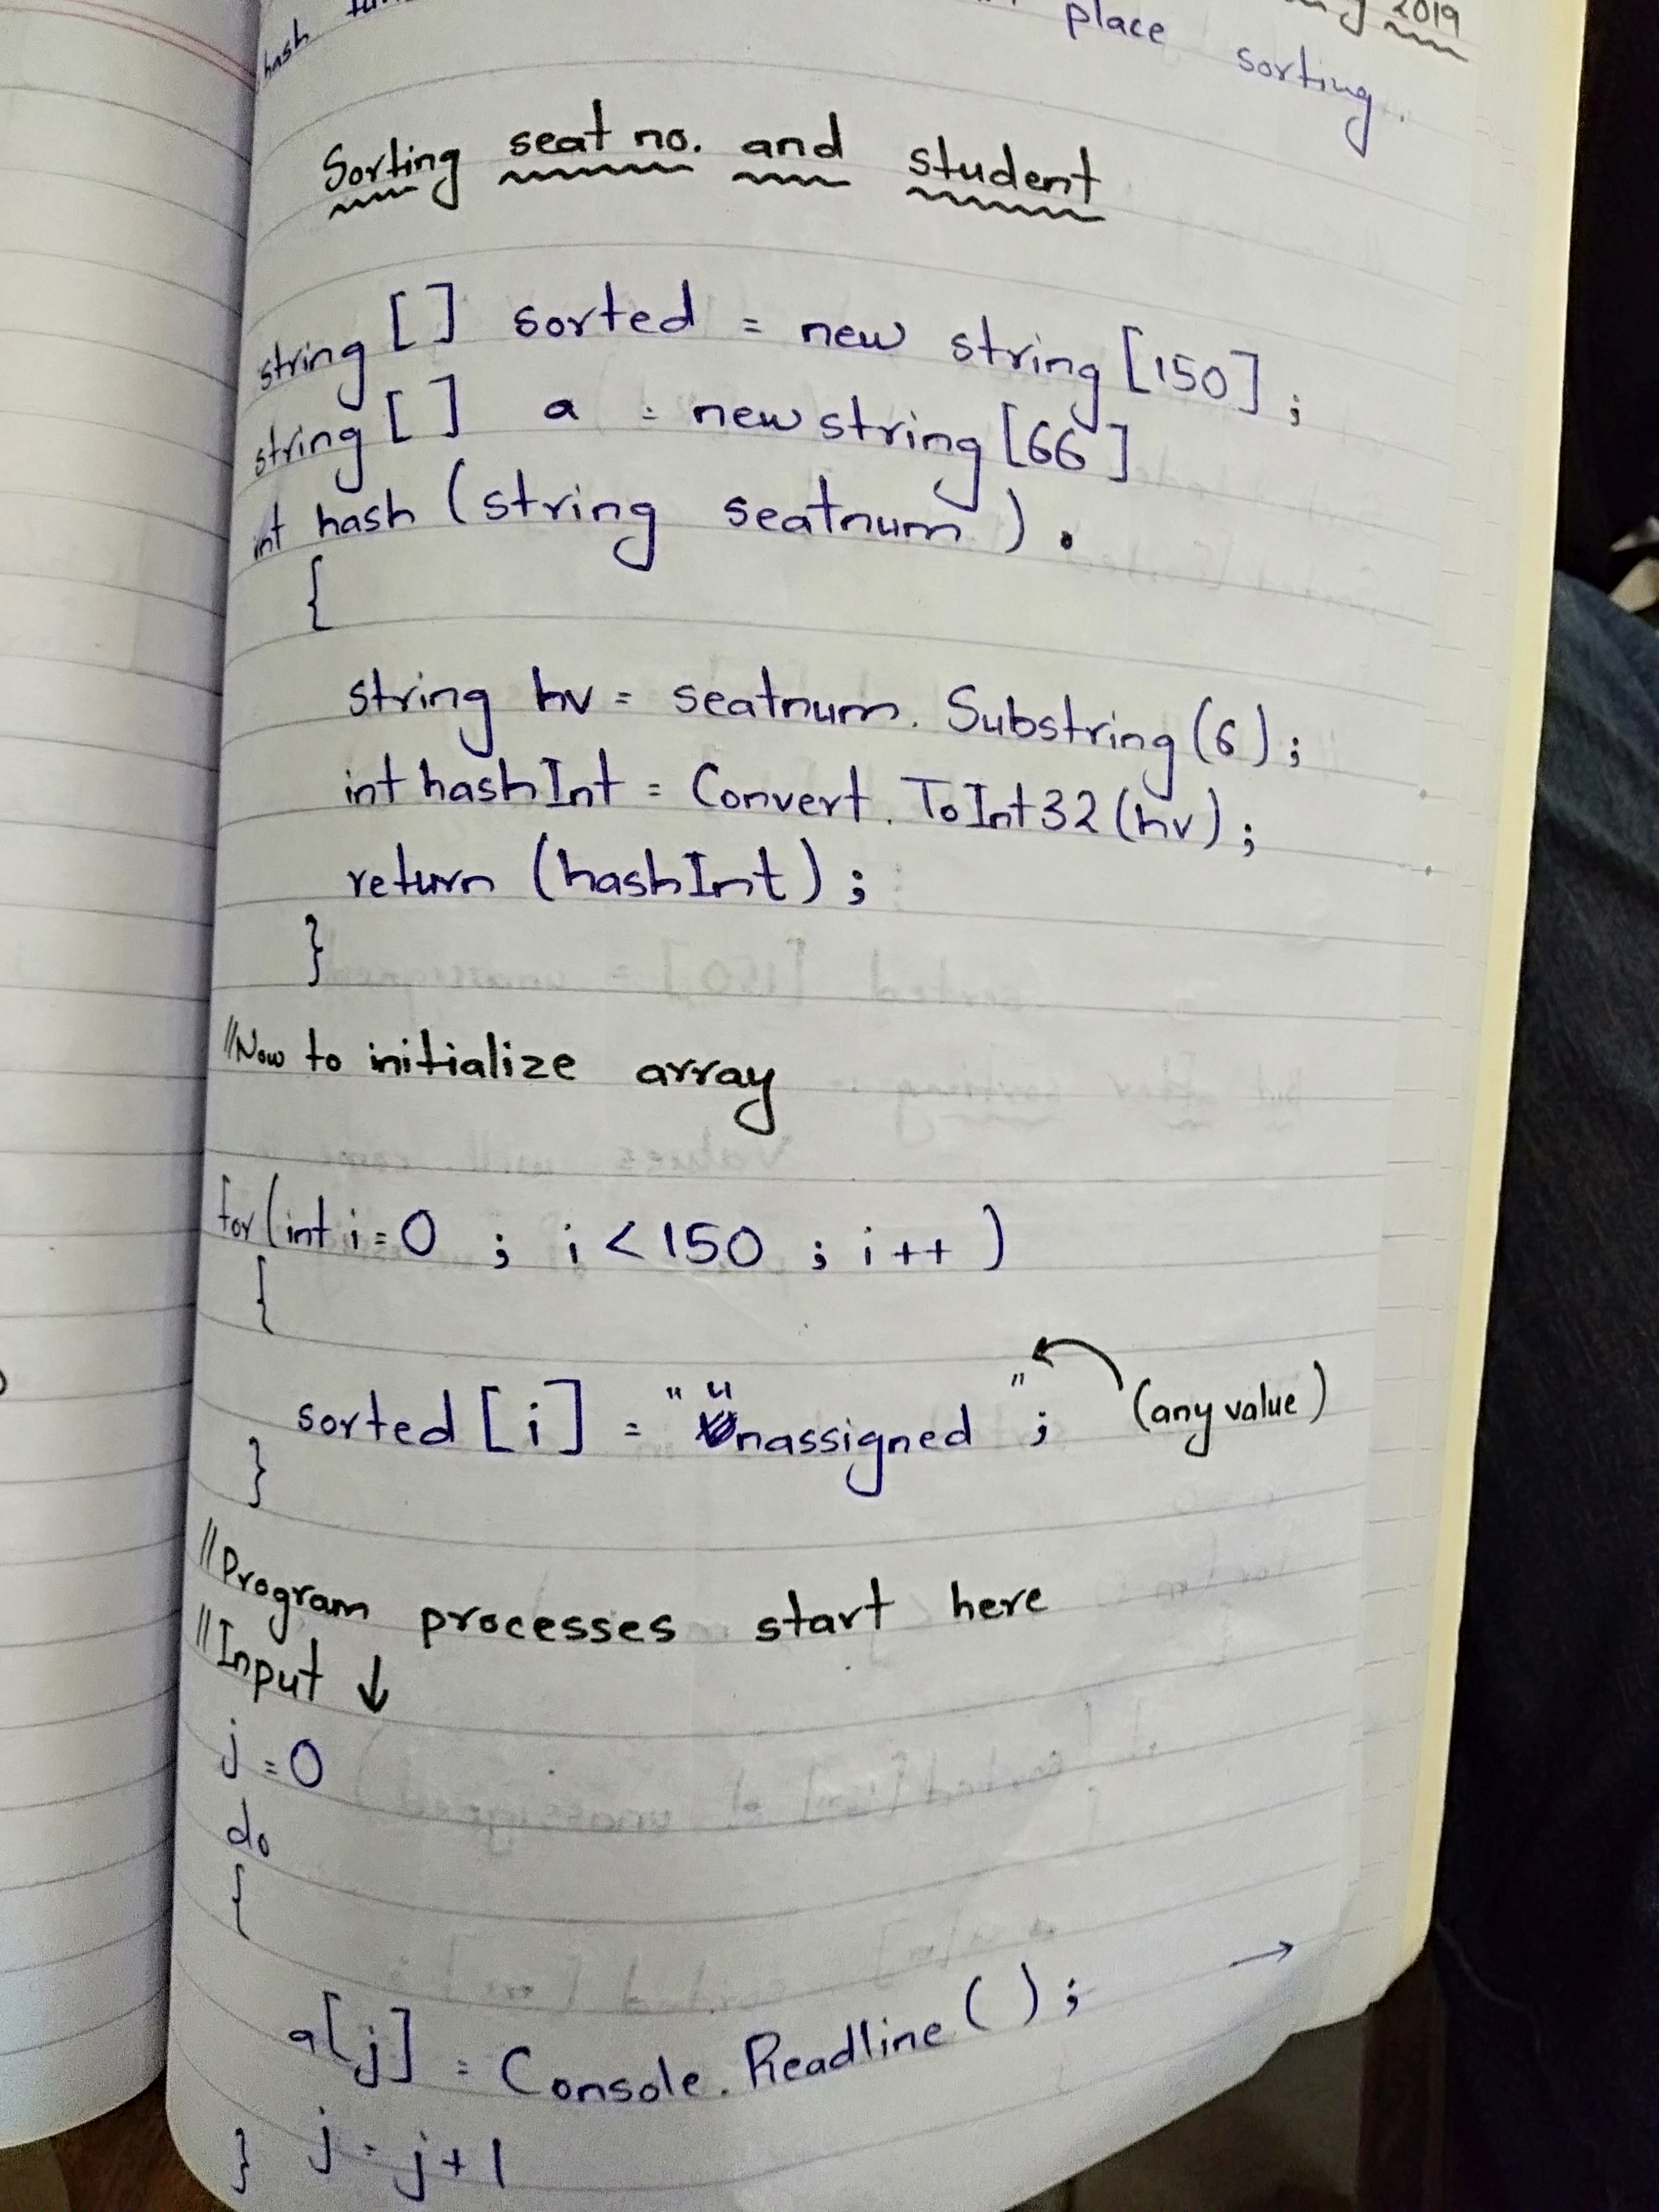 2019
hash
place sorting.
Sorting seat no. and student
string [] sorted = new string [150];
string [] a = new string [66]
int hash (string seatnum).
{
string hv = seatnum. Substring (6);
int hashInt = Convert. ToInt32 (hv);
return (hashInt);
}
//Now to initialize array
for (int i=0 ; i<150 ; i++)
{
sorted [i] = "Unassigned"; (any value)
}
//Program processes start here
//Input ↓
j=0
do
{
a[j] = Console. Readline(); →
} j = j+1